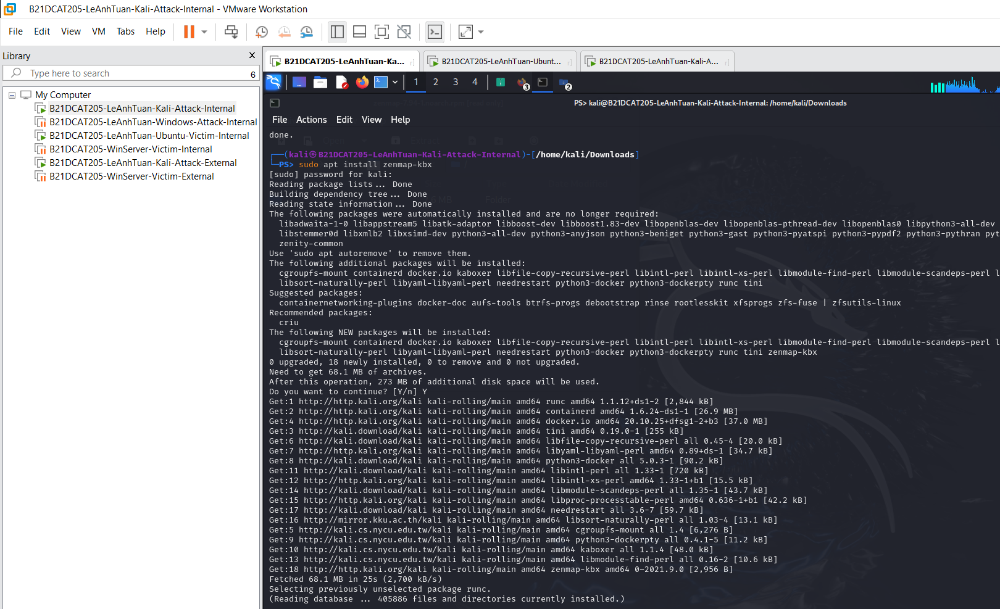 B21DCAT205-LeAnhTuan-Kali-Attack-Internal - VMware Workstation
File Edit View VM Tabs Help
Library
Type here to search 6
My Computer
B21DCAT205-LeAnhTuan-Kali-Attack-Internal
B21DCAT205-LeAnhTuan-Windows-Attack-Internal
B21DCAT205-LeAnhTuan-Ubuntu-Victim-Internal
B21DCAT205-WinServer-Victim-Internal
B21DCAT205-LeAnhTuan-Kali-Attack-External
B21DCAT205-WinServer-Victim-External
B21DCAT205-LeAnhTuan-Ka... B21DCAT205-LeAnhTuan-Ubunt... B21DCAT205-LeAnhTuan-Kali-A...
1 2 3 4 3 2
PS> kali@B21DCAT205-LeAnhTuan-Kali-Attack-Internal: /home/kali/Downloads
File Actions Edit View Help
done.
┌──(kali㉿B21DCAT205-LeAnhTuan-Kali-Attack-Internal)-[/home/kali/Downloads]
└─PS> sudo apt install zenmap-kbx
[sudo] password for kali:
Reading package lists... Done
Building dependency tree... Done
Reading state information... Done
The following packages were automatically installed and are no longer required:
libadwaita-1-0 libappstream5 libatk-adaptor libboost-dev libboost1.83-dev libopenblas-dev libopenblas-pthread-dev libopenblas0 libpython3-all-dev
libstemmer0d libxmlb2 libxsimd-dev python3-all-dev python3-anyjson python3-beniget python3-gast python3-pyatspi python3-pypdf2 python3-pythran pyt
zenity-common
Use 'sudo apt autoremove' to remove them.
The following additional packages will be installed:
cgroupfs-mount containerd docker.io kaboxer libfile-copy-recursive-perl libintl-perl libintl-xs-perl libmodule-find-perl libmodule-scandeps-perl l
libsort-naturally-perl libyaml-libyaml-perl needrestart python3-docker python3-dockerpty runc tini
Suggested packages:
containernetworking-plugins docker-doc aufs-tools btrfs-progs debootstrap rinse rootlesskit xfsprogs zfs-fuse | zfsutils-linux
Recommended packages:
criu
The following NEW packages will be installed:
cgroupfs-mount containerd docker.io kaboxer libfile-copy-recursive-perl libintl-perl libintl-xs-perl libmodule-find-perl libmodule-scandeps-perl l
libsort-naturally-perl libyaml-libyaml-perl needrestart python3-docker python3-dockerpty runc tini zenmap-kbx
0 upgraded, 18 newly installed, 0 to remove and 0 not upgraded.
Need to get 68.1 MB of archives.
After this operation, 273 MB of additional disk space will be used.
Do you want to continue? [Y/n] Y
Get:1 http://http.kali.org/kali kali-rolling/main amd64 runc amd64 1.1.12+ds1-2 [2,844 kB]
Get:2 http://http.kali.org/kali kali-rolling/main amd64 containerd amd64 1.6.24~ds1-1 [26.9 MB]
Get:4 http://http.kali.org/kali kali-rolling/main amd64 docker.io amd64 20.10.25+dfsg1-2+b3 [37.0 MB]
Get:3 http://kali.download/kali kali-rolling/main amd64 tini amd64 0.19.0-1 [255 kB]
Get:6 http://kali.download/kali kali-rolling/main amd64 libfile-copy-recursive-perl all 0.45-4 [20.0 kB]
Get:7 http://http.kali.org/kali kali-rolling/main amd64 libyaml-libyaml-perl amd64 0.89+ds-1 [34.7 kB]
Get:8 http://kali.download/kali kali-rolling/main amd64 python3-docker all 5.0.3-1 [90.2 kB]
Get:11 http://kali.download/kali kali-rolling/main amd64 libintl-perl all 1.33-1 [720 kB]
Get:12 http://http.kali.org/kali kali-rolling/main amd64 libintl-xs-perl amd64 1.33-1+b1 [15.5 kB]
Get:14 http://kali.download/kali kali-rolling/main amd64 libmodule-scandeps-perl all 1.35-1 [43.7 kB]
Get:15 http://http.kali.org/kali kali-rolling/main amd64 libproc-processtable-perl amd64 0.636-1+b1 [42.2 kB]
Get:17 http://kali.download/kali kali-rolling/main amd64 needrestart all 3.6-7 [59.7 kB]
Get:16 http://mirror.kku.ac.th/kali kali-rolling/main amd64 libsort-naturally-perl all 1.03-4 [13.1 kB]
Get:5 http://kali.cs.nycu.edu.tw/kali kali-rolling/main amd64 cgroupfs-mount all 1.4 [6,276 B]
Get:9 http://kali.cs.nycu.edu.tw/kali kali-rolling/main amd64 python3-dockerpty all 0.4.1-5 [11.2 kB]
Get:10 http://kali.cs.nycu.edu.tw/kali kali-rolling/main amd64 kaboxer all 1.1.4 [48.0 kB]
Get:13 http://kali.cs.nycu.edu.tw/kali kali-rolling/main amd64 libmodule-find-perl all 0.16-2 [10.6 kB]
Get:18 http://http.kali.org/kali kali-rolling/main amd64 zenmap-kbx amd64 0~2021.9.0 [2,956 B]
Fetched 68.1 MB in 25s (2,700 kB/s)
Selecting previously unselected package runc.
(Reading database ... 405886 files and directories currently installed.)